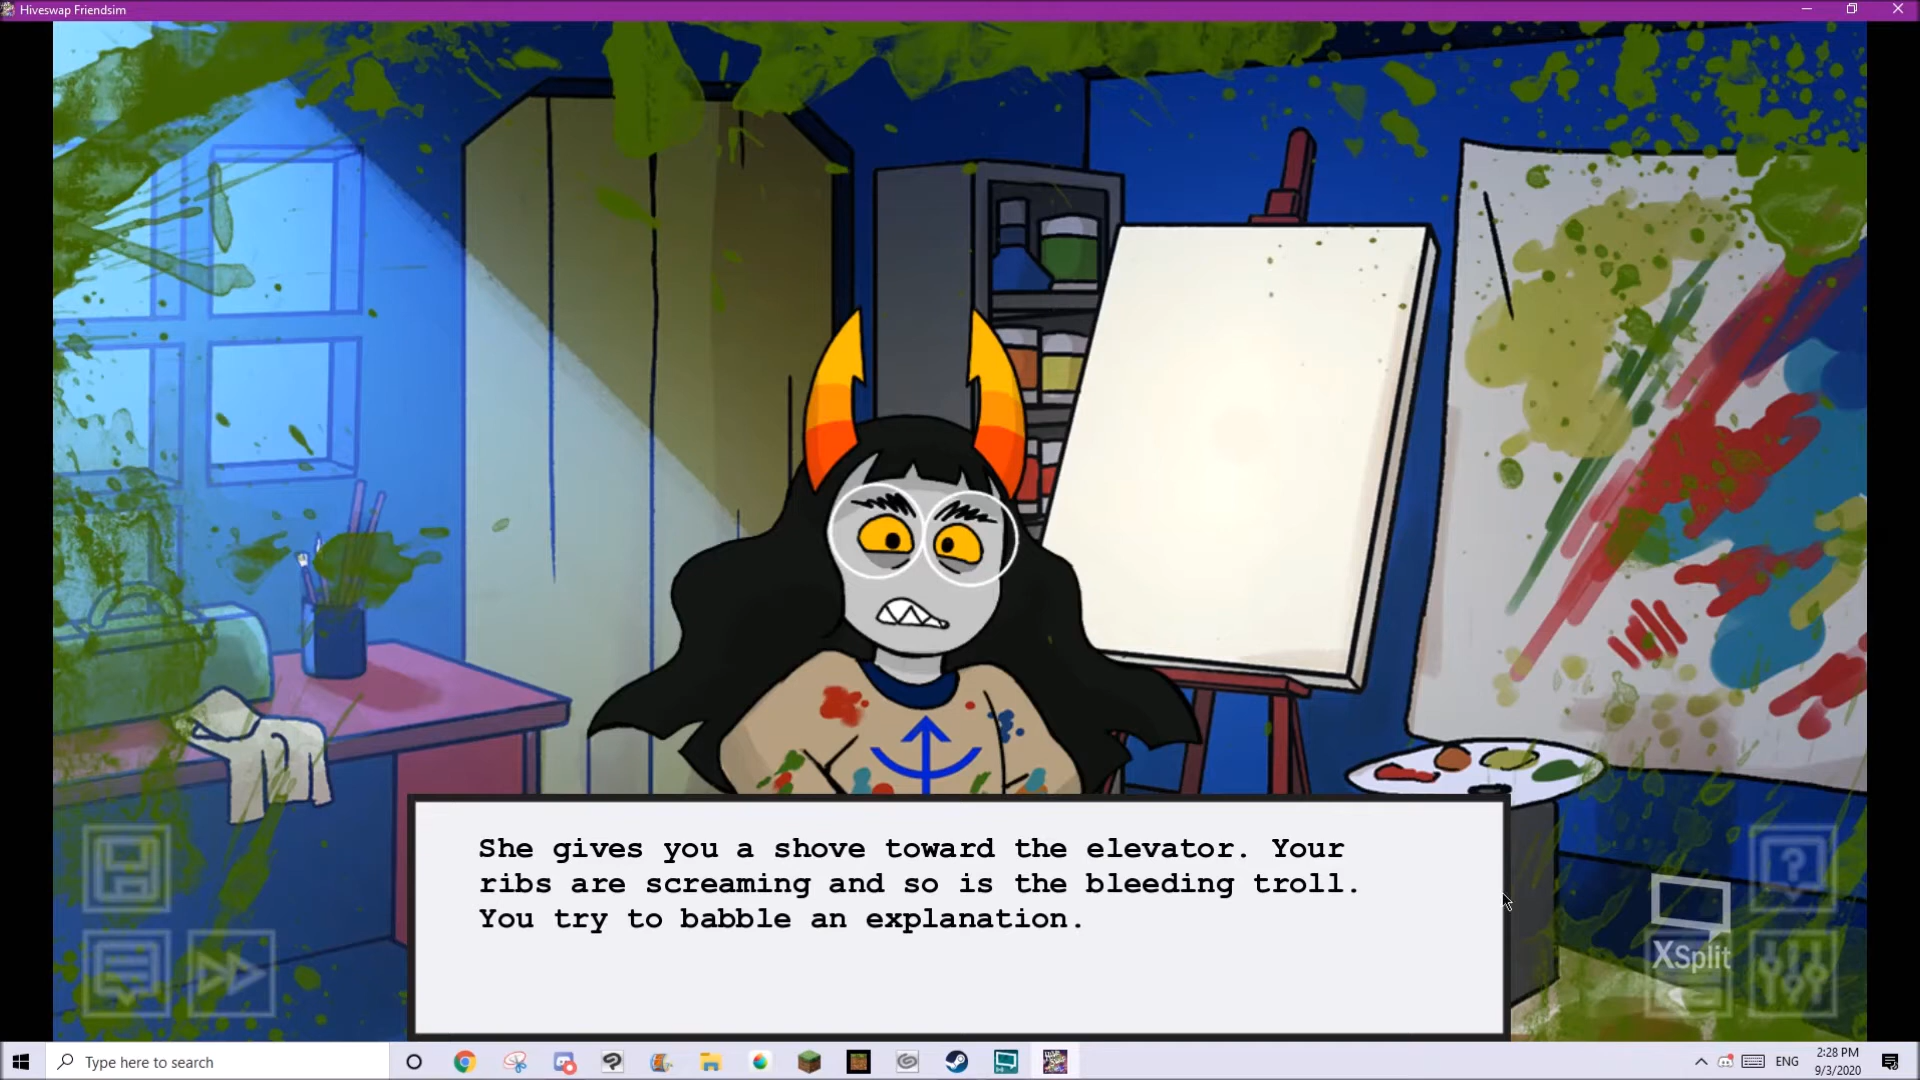 Hiveswap Friendsim
She gives you a shove toward the elevator. Your
ribs are screaming and so is the bleeding troll.
You try to babble an explanation.
XSplit
Type here to search
ENG
2:28 PM
9/3/2020